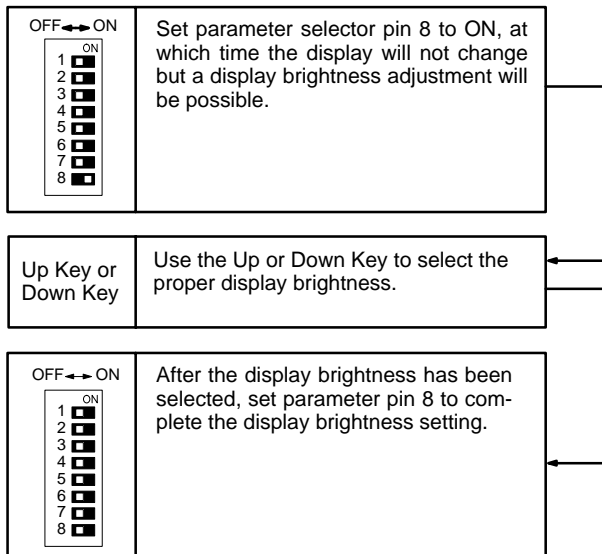 OFF ON
ON
1
2
3
4
5
6
7
8
Set parameter selector pin 8 to ON, at
which time the display will not change
but a display brightness adjustment will
be possible.
Up Key or
Down Key
Use the Up or Down Key to select the
proper display brightness.
OFF ON
ON
1
2
3
4
5
6
7
8
After the display brightness has been
selected, set parameter pin 8 to com-
plete the display brightness setting.